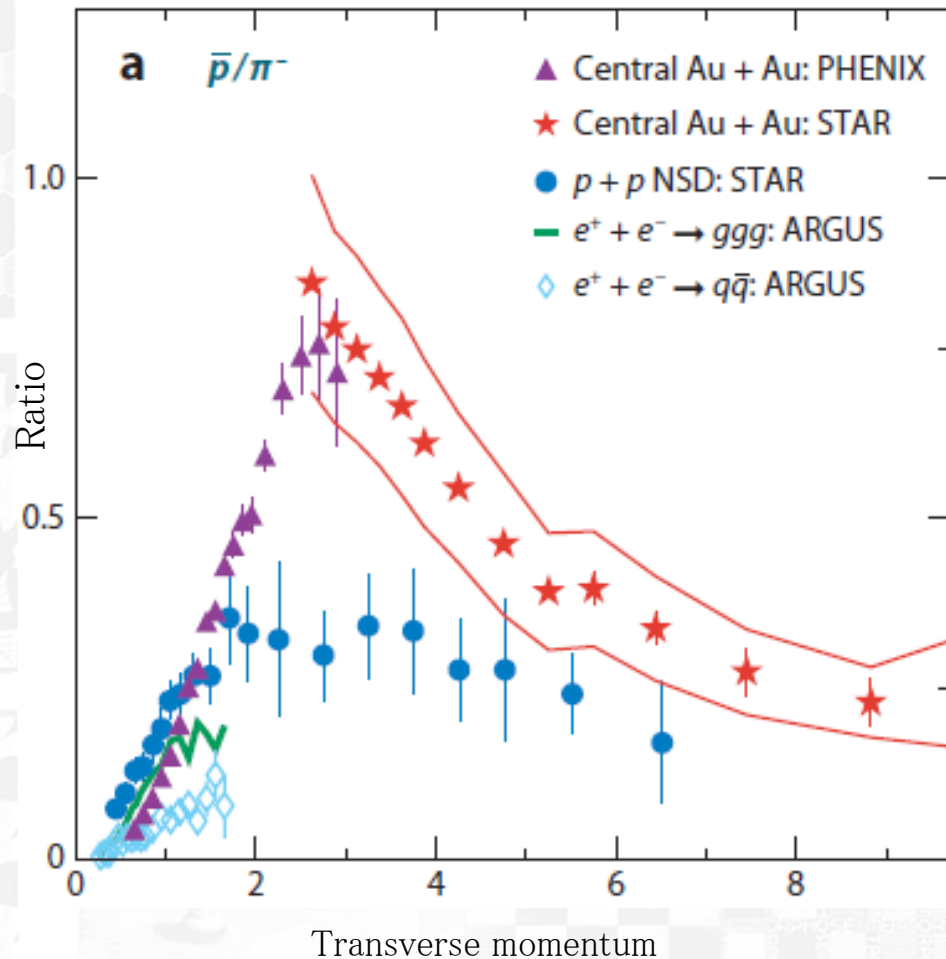 a p̅/π⁻
▲ Central Au + Au: PHENIX
★ Central Au + Au: STAR
● p + p NSD: STAR
e⁺ + e⁻ → ggg: ARGUS
e⁺ + e⁻ → qq̅: ARGUS
1.0
Ratio
0.5
0
0 2 4 6 8
Transverse momentum